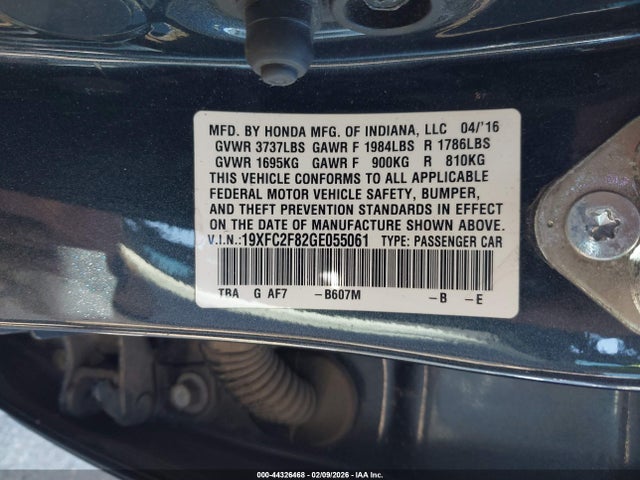 MFD. BY HONDA MFG. OF INDIANA, LLC 04/'16
GVWR 3737LBS GAWR F 1984LBS R 1786LBS
GVWR 1695KG GAWR F 900KG R 810KG
THIS VEHICLE CONFORMS TO ALL APPLICABLE
FEDERAL MOTOR VEHICLE SAFETY, BUMPER,
AND THEFT PREVENTION STANDARDS IN EFFECT
ON THE DATE OF MANUFACTURE SHOWN ABOVE.
V.I.N.:19XFC2F82GE055061 TYPE: PASSENGER CAR
TBA G AF7 -B607M -B -E
000-44326468 | 02/09/2026 | IAA Corp.